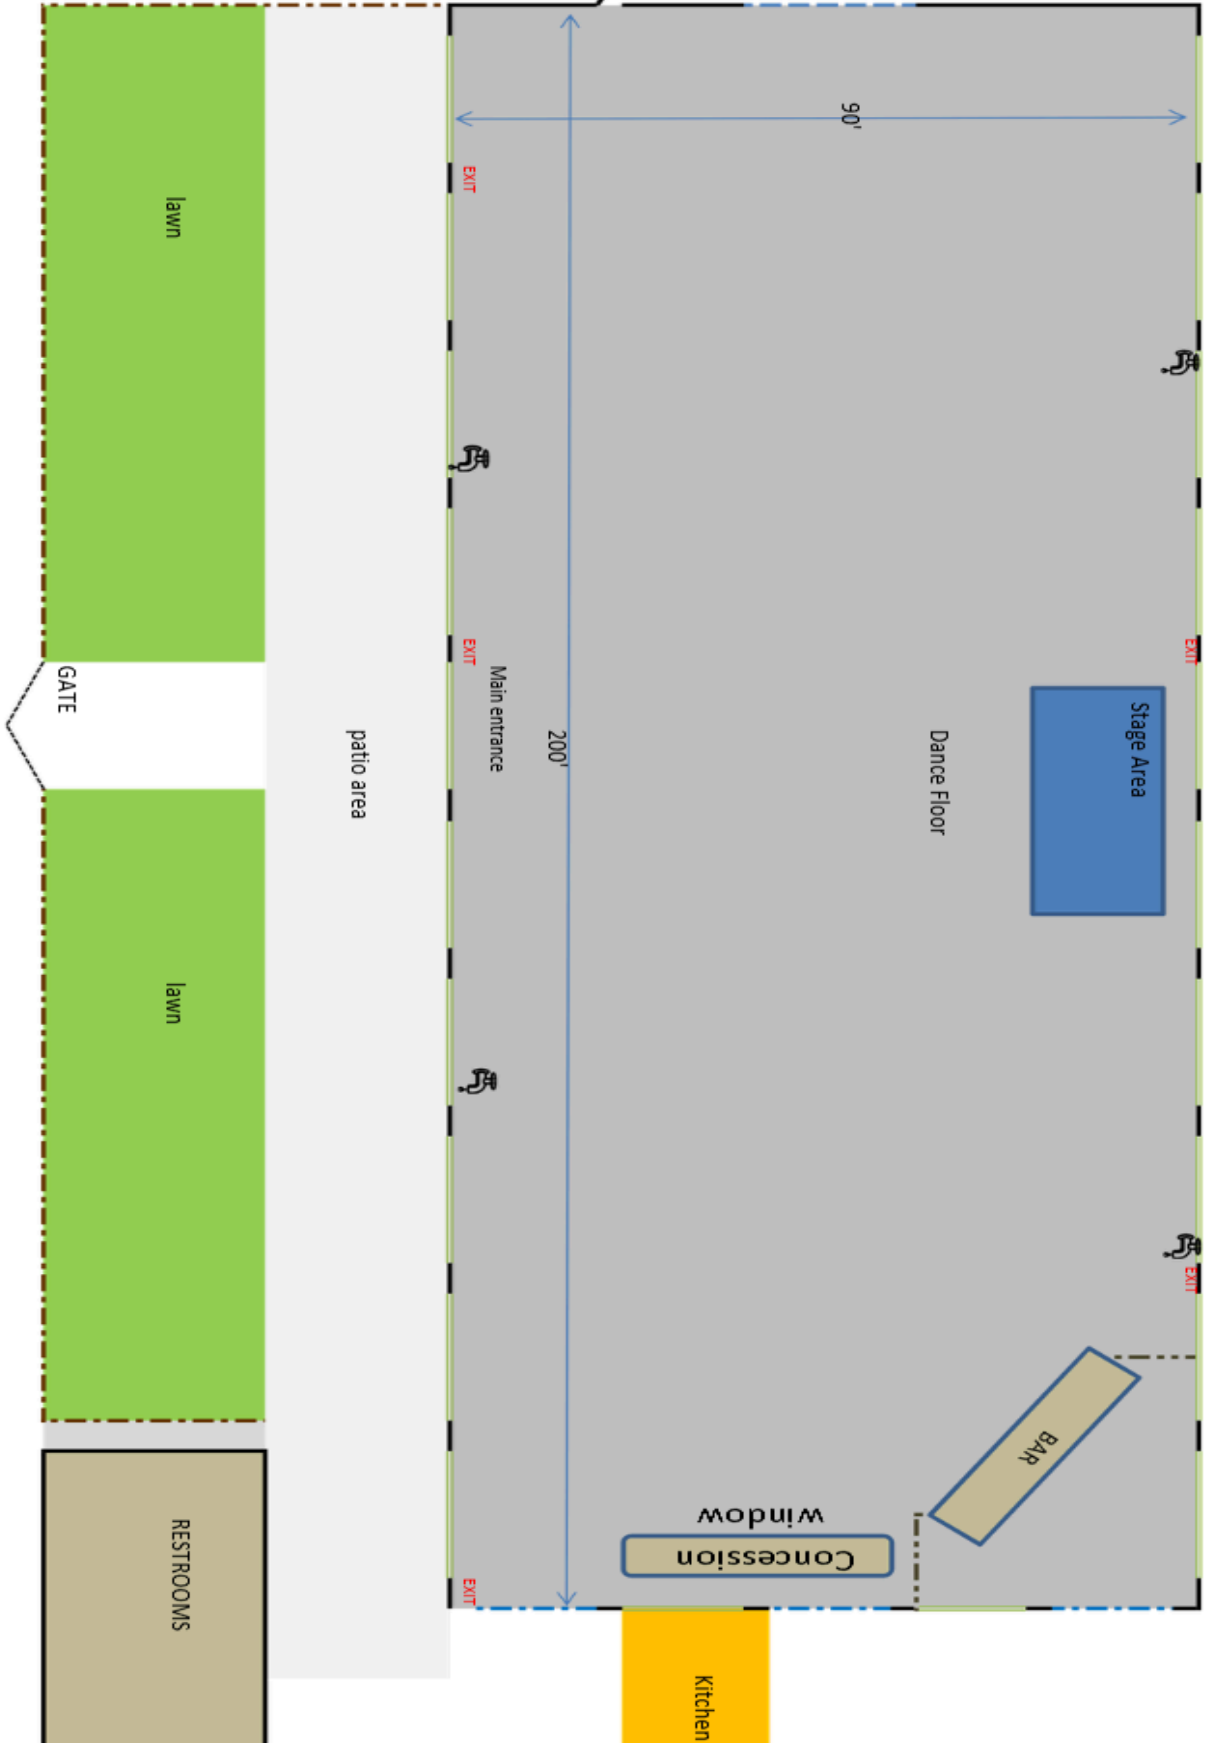 90'
EXIT
lawn
EXIT
EXIT
GATE
Main entrance
Stage Area
200'
patio area
Dance Floor
lawn
EXIT
BAR
Concession
window
RESTROOMS
EXIT
Kitchen